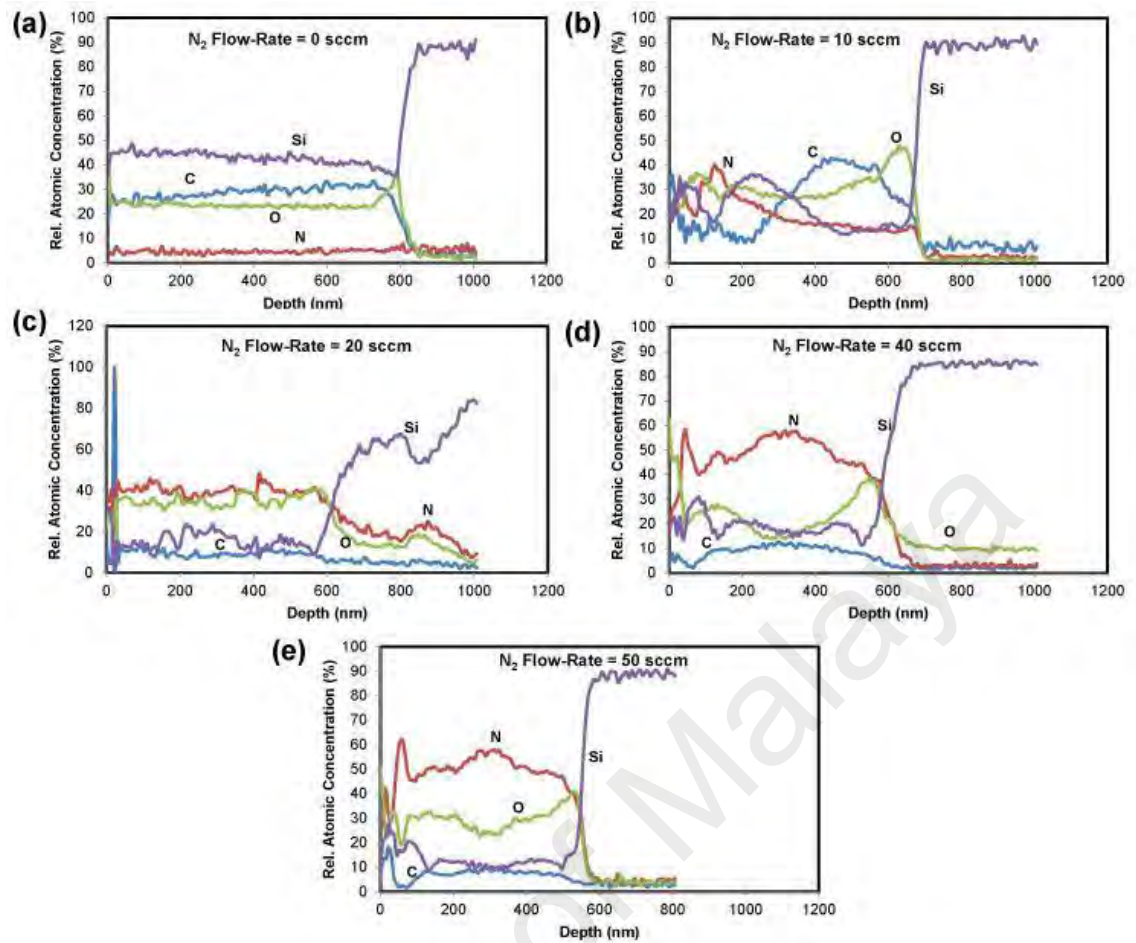 (a)
N₂ Flow-Rate = 0 sccm
Rel. Atomic Concentration (%)
100
90
80
70
60
50
40
30
20
10
0
Si
C
O
N
0 200 400 600 800 1000 1200
Depth (nm)
(b)
N₂ Flow-Rate = 10 sccm
Rel. Atomic Concentration (%)
100
90
80
70
60
50
40
30
20
10
0
Si
N
C
O
0 200 400 600 800 1000 1200
Depth (nm)
(c)
N₂ Flow-Rate = 20 sccm
Rel. Atomic Concentration (%)
120
100
80
60
40
20
0
Si
N
C
O
0 200 400 600 800 1000 1200
Depth (nm)
(d)
N₂ Flow-Rate = 40 sccm
Rel. Atomic Concentration (%)
100
90
80
70
60
50
40
30
20
10
0
N
Si
C
O
0 200 400 600 800 1000 1200
Depth (nm)
(e)
N₂ Flow-Rate = 50 sccm
Rel. Atomic Concentration (%)
100
90
80
70
60
50
40
30
20
10
0
N
Si
O
C
0 200 400 600 800 1000 1200
Depth (nm)
of Malaya